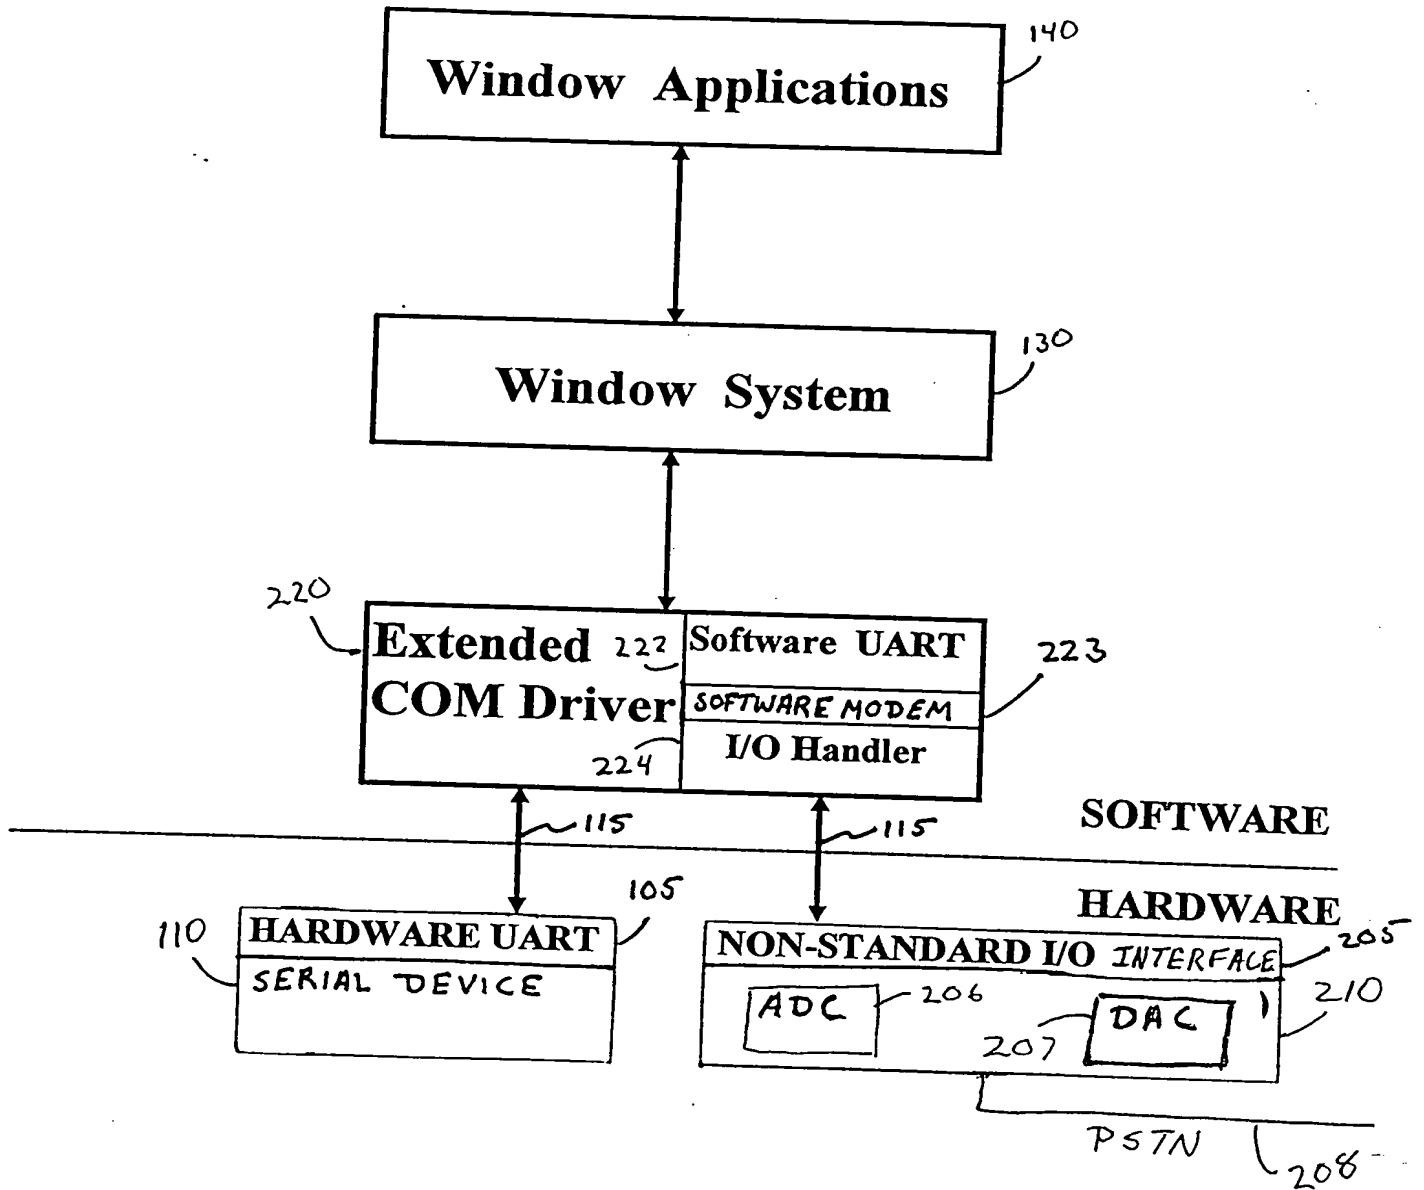 140
Window Applications
130
Window System
220
Extended
COM Driver
222
Software UART
223
SOFTWARE MODEM
224
I/O Handler
115
115
SOFTWARE
HARDWARE
105
110
HARDWARE UART
SERIAL DEVICE
NON-STANDARD I/O INTERFACE
205
ADC
206
207
DAC
210
PSTN
208